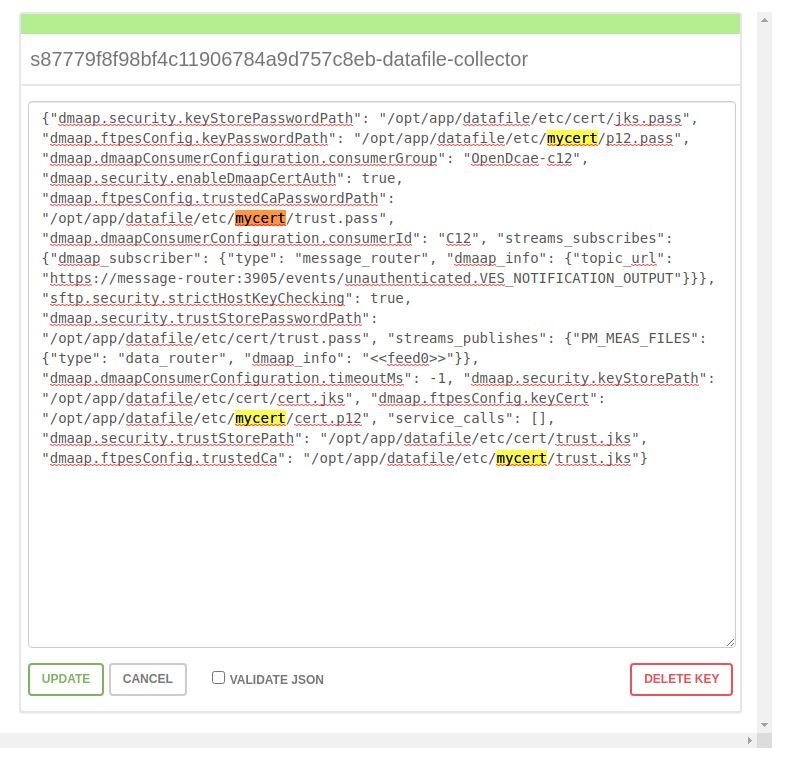 s87779f8f98bf4c11906784a9d757c8eb-datafile-collector
{"dmaap.security.keyStorePasswordPath": "/opt/app/datafile/etc/cert/jks.pass",
"dmaap.ftpesConfig.keyPasswordPath": "/opt/app/datafile/etc/mycert/p12.pass",
"dmaap.dmaapConsumerConfiguration.consumerGroup": "OpenDcae-c12",
"dmaap.security.enableDmaapCertAuth": true,
"dmaap.ftpesConfig.trustedCaPasswordPath":
"/opt/app/datafile/etc/mycert/trust.pass",
"dmaap.dmaapConsumerConfiguration.consumerId": "C12", "streams_subscribes":
{"dmaap_subscriber": {"type": "message_router", "dmaap_info": {"topic_url":
"https://message-router:3905/events/unauthenticated.VES_NOTIFICATION_OUTPUT"}}},
"sftp.security.strictHostKeyChecking": true,
"dmaap.security.trustStorePasswordPath":
"/opt/app/datafile/etc/cert/trust.pass", "streams_publishes": {"PM_MEAS_FILES":
{"type": "data_router", "dmaap_info": "<<feed0>>"}},
"dmaap.dmaapConsumerConfiguration.timeoutMs": -1, "dmaap.security.keyStorePath":
"/opt/app/datafile/etc/cert/cert.jks", "dmaap.ftpesConfig.keyCert":
"/opt/app/datafile/etc/mycert/cert.p12", "service_calls": [],
"dmaap.security.trustStorePath": "/opt/app/datafile/etc/cert/trust.jks",
"dmaap.ftpesConfig.trustedCa": "/opt/app/datafile/etc/mycert/trust.jks"}
UPDATE CANCEL VALIDATE JSON DELETE KEY